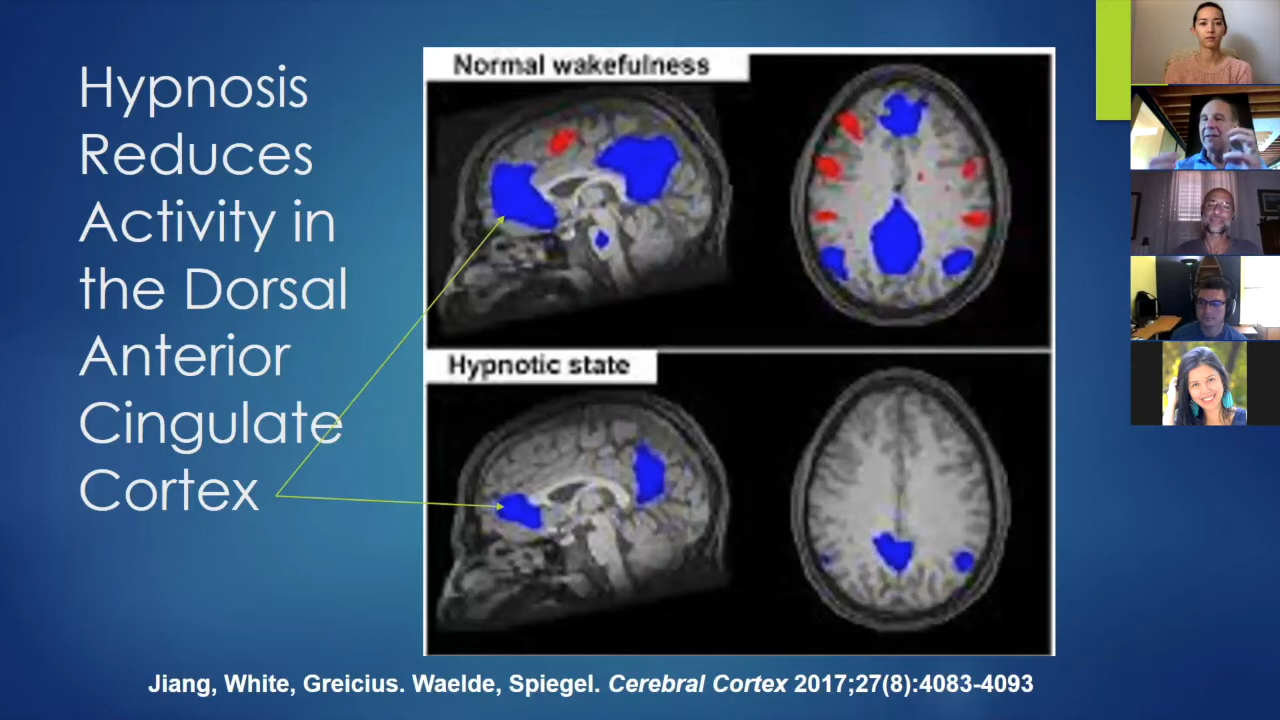 Hypnosis
Reduces
Activity in
the Dorsal
Anterior
Cingulate
Cortex
Normal wakefulness
Hypnotic state
Jiang, White, Greicius. Waelde, Spiegel. Cerebral Cortex 2017;27(8):4083-4093